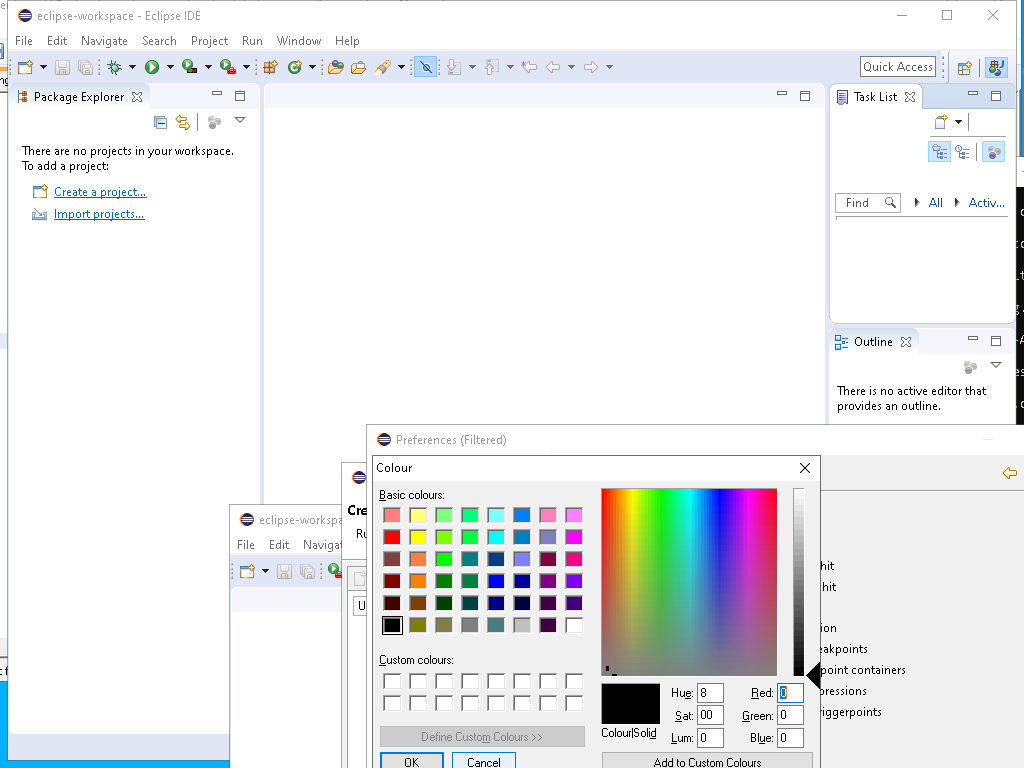 eclipse-workspace - Eclipse IDE
File Edit Navigate Search Project Run Window Help
Quick Access
Package Explorer
Task List
There are no projects in your workspace.
To add a project:
Create a project...
Import projects...
Find All Activ...
Outline
There is no active editor that
provides an outline.
Preferences (Filtered)
Colour
Basic colours:
Custom colours:
Define Custom Colours >>
OK Cancel
Colour|Solid
Hue: 8
Sat: 00
Lum: 0
Red: 0
Green: 0
Blue: 0
Add to Custom Colours
hit
hit
ion
eakpoints
point containers
pressions
iggerpoints
Cre
Ru
U
eclipse-workspa
File Edit Navigat